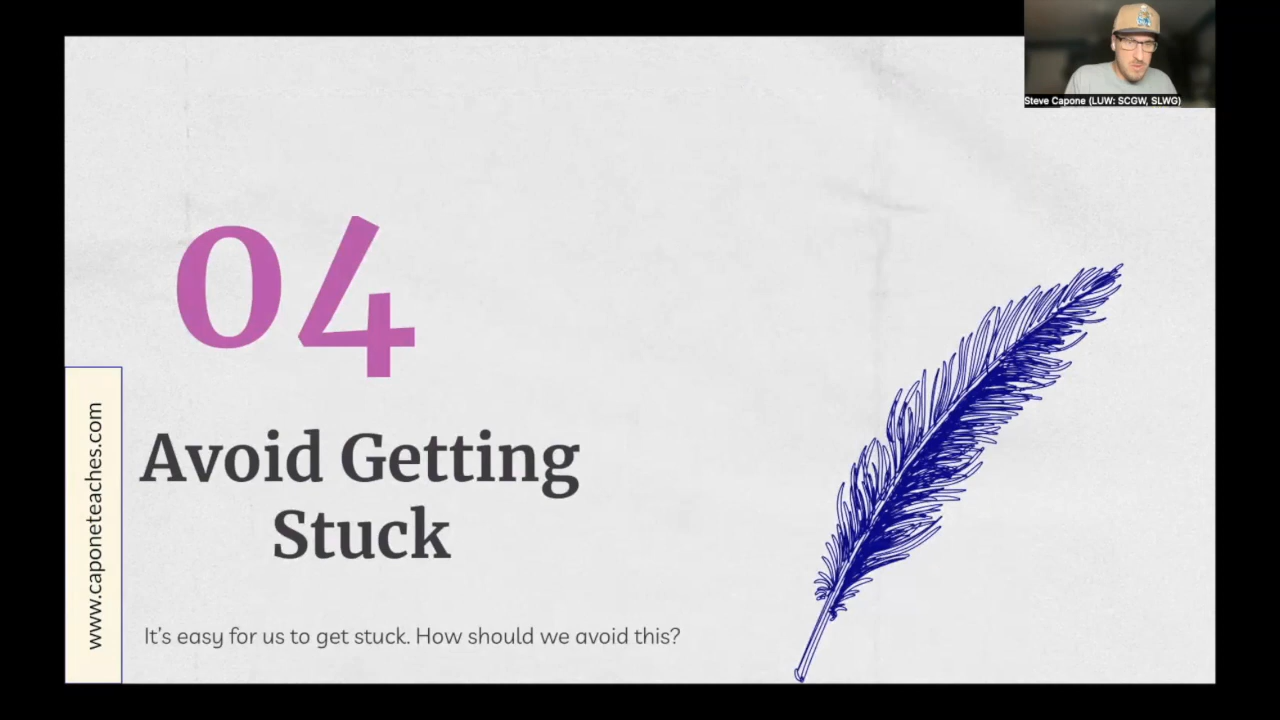 Steve Capone (LUW: SCGW, SLWG)
04
Avoid Getting
Stuck
www.caponeteaches.com
It's easy for us to get stuck. How should we avoid this?